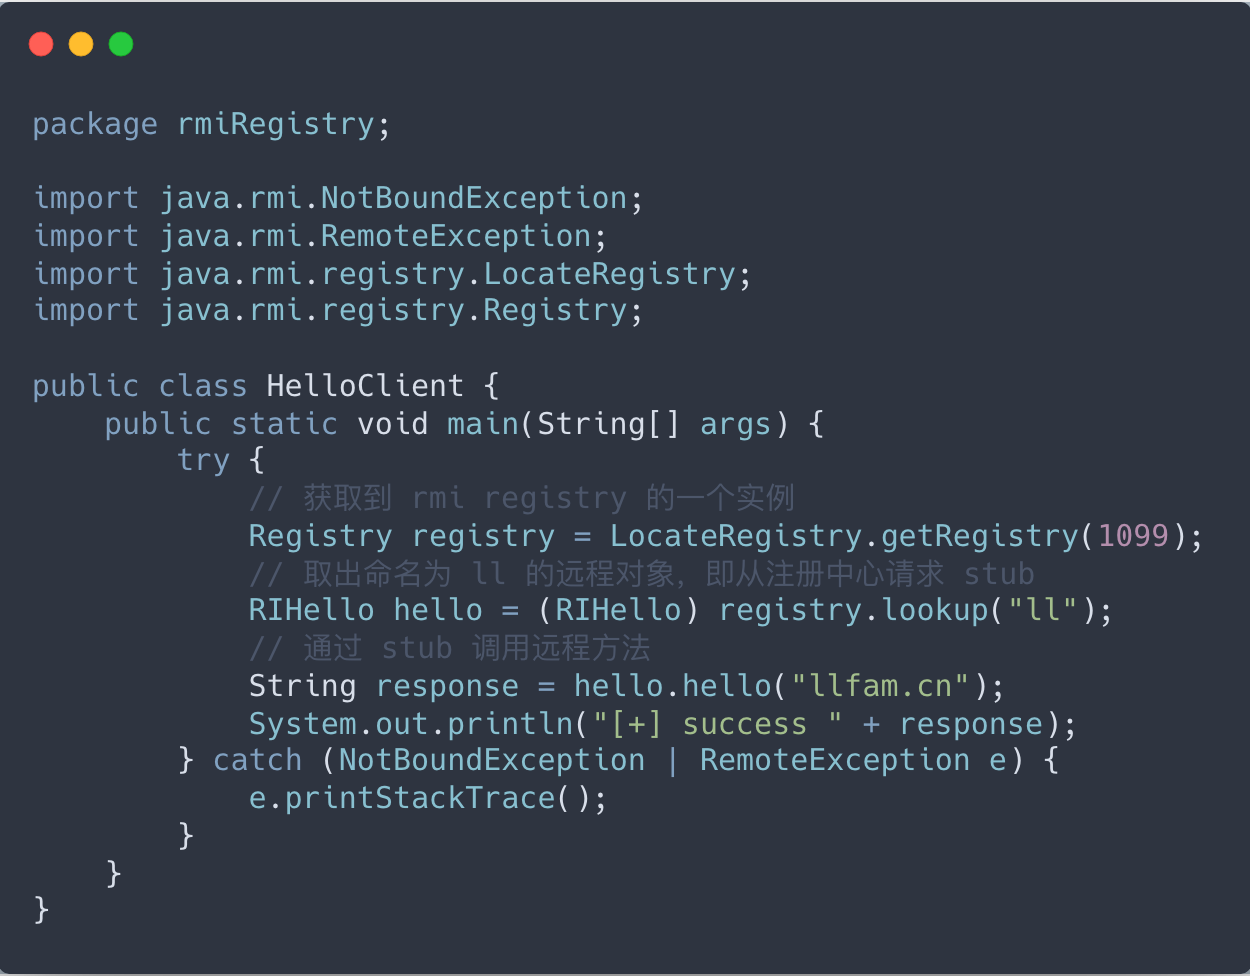 package rmiRegistry;
import java.rmi.NotBoundException;
import java.rmi.RemoteException;
import java.rmi.registry.LocateRegistry;
import java.rmi.registry.Registry;
public class HelloClient {
    public static void main(String[] args) {
        try {
            // 获取到 rmi registry 的一个实例
            Registry registry = LocateRegistry.getRegistry(1099);
            // 取出命名为 ll 的远程对象，即从注册中心请求 stub
            RIHello hello = (RIHello) registry.lookup("ll");
            // 通过 stub 调用远程方法
            String response = hello.hello("llfam.cn");
            System.out.println("[+] success " + response);
        } catch (NotBoundException | RemoteException e) {
            e.printStackTrace();
        }
    }
}